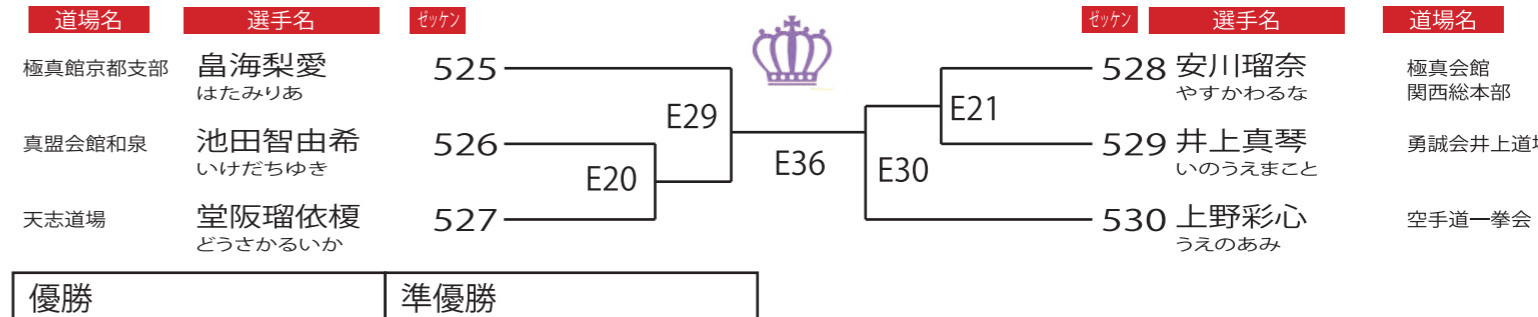 道場名 選手名 ゼッケン ゼッケン 選手名 道場名
極真館京都支部 畠海梨愛 525 528 安川瑠奈 極真会館
はたみりあ やすかわるな 関西総本部
E29 E21
真盟会館和泉 池田智由希 526 529 井上真琴 勇誠会井上道場
いけだちゆき いのうえまこと
E20 E36 E30
天志道場 堂阪瑠依榎 527 530 上野彩心 空手道一拳会
どうさかるいか うえのあみ
優勝 準優勝